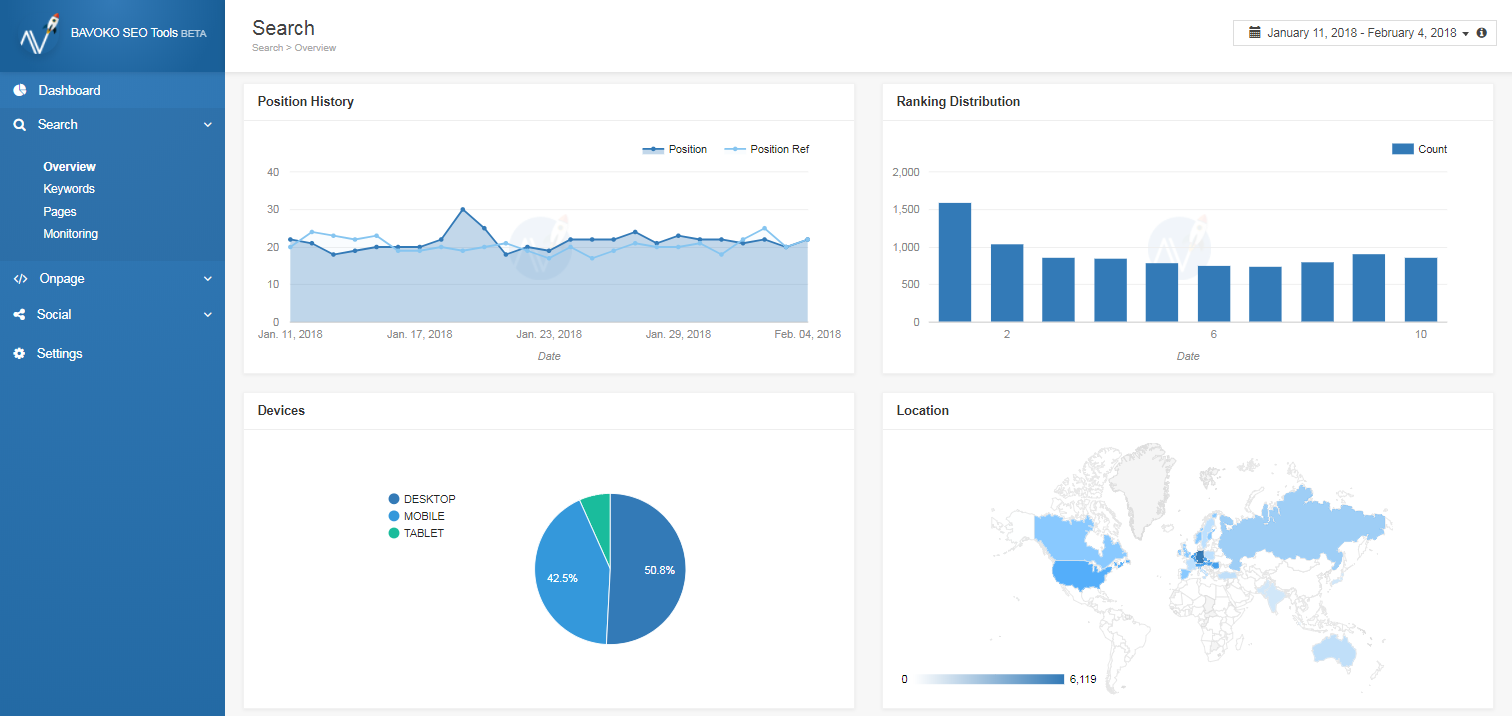 BAVOKO SEO Tools BETA
Dashboard
Search
Overview
Keywords
Pages
Monitoring
Onpage
Social
Settings
Search
Search > Overview
January 11, 2018 - February 4, 2018
Position History
Position Position Ref
40
30
20
10
0
Jan. 11, 2018 Jan. 17, 2018 Jan. 23, 2018 Jan. 29, 2018 Feb. 04, 2018
Date
Ranking Distribution
Count
2,000
1,500
1,000
500
0
2 6 10
Date
Devices
DESKTOP
MOBILE
TABLET
42.5% 50.8%
Location
0 6,119